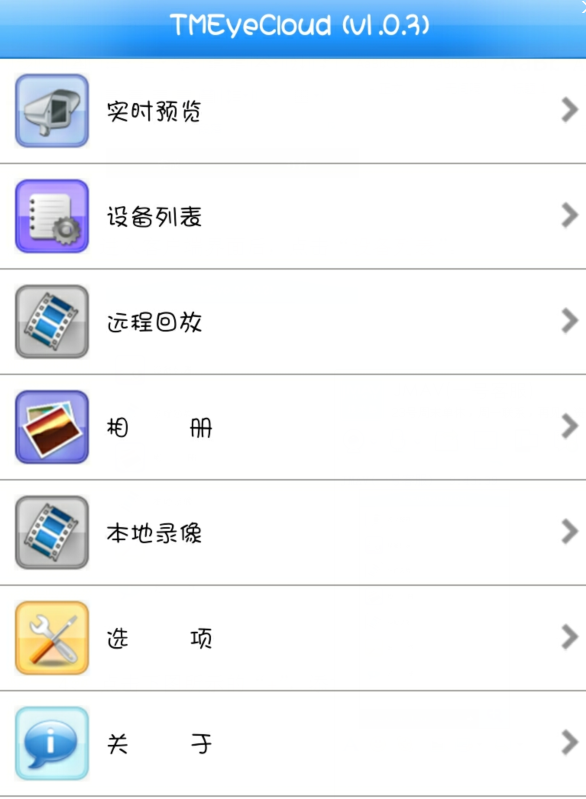 TMEyeCloud (v1.0.3)
实时预览
设备列表
远程回放
相 册
本地录像
选 项
关 于